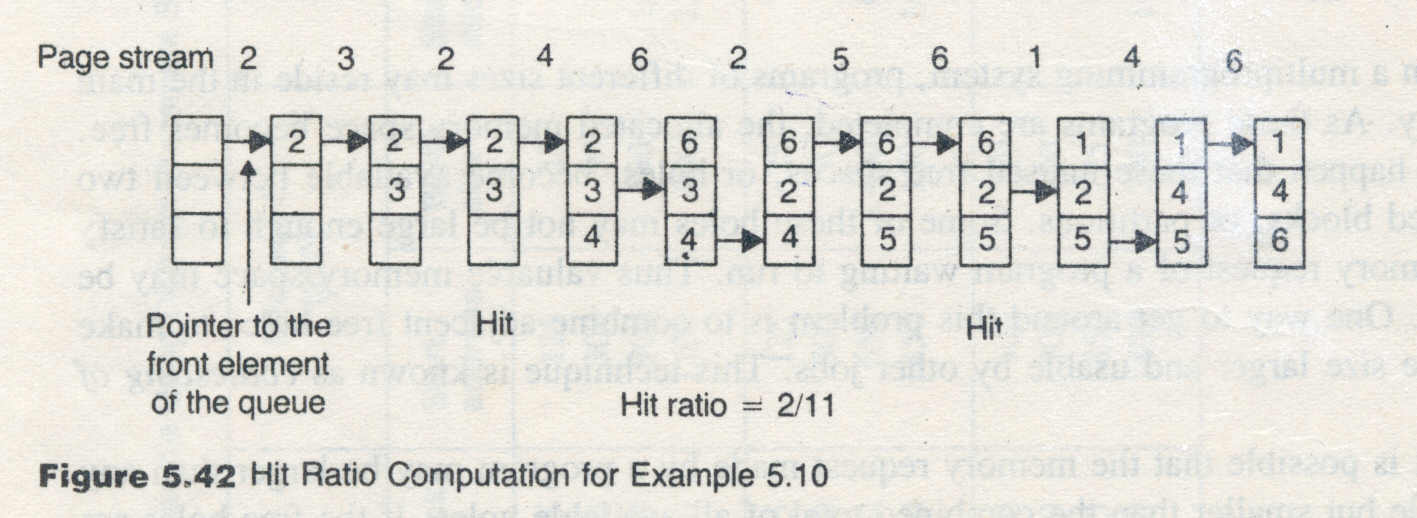 Page stream 2 3 2 4 6 2 5 6 1 4 6
2 2 2 2 6 6 6 6 1 1 1
3 3 3 3 2 2 2 2 4 4
4 4 4 5 5 5 5 6
Pointer to the
front element
of the queue
Hit
Hit
Hit ratio = 2/11
Figure 5.42 Hit Ratio Computation for Example 5.10